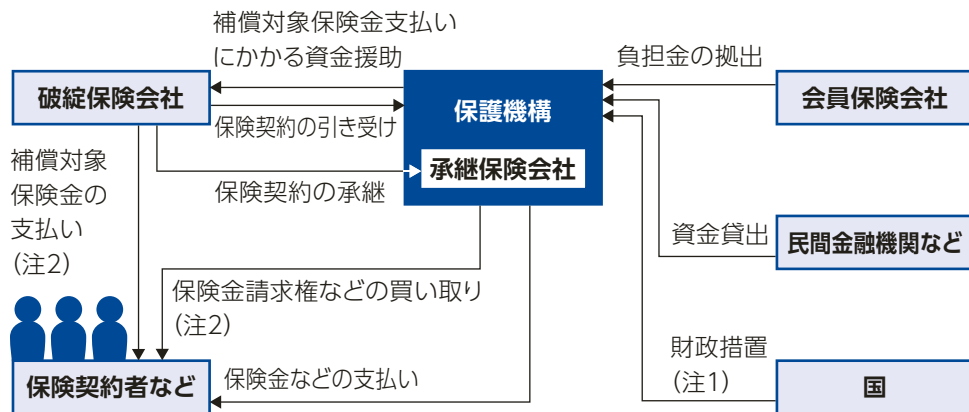 補償対象保険金支払い
にかかる資金援助
負担金の拠出
破綻保険会社
保護機構
会員保険会社
保険契約の引き受け
承継保険会社
補償対象
保険金の
支払い
(注2)
保険契約の承継
資金貸出
民間金融機関など
保険金請求権などの買い取り
(注2)
財政措置
(注1)
保険契約者など
保険金などの支払い
国